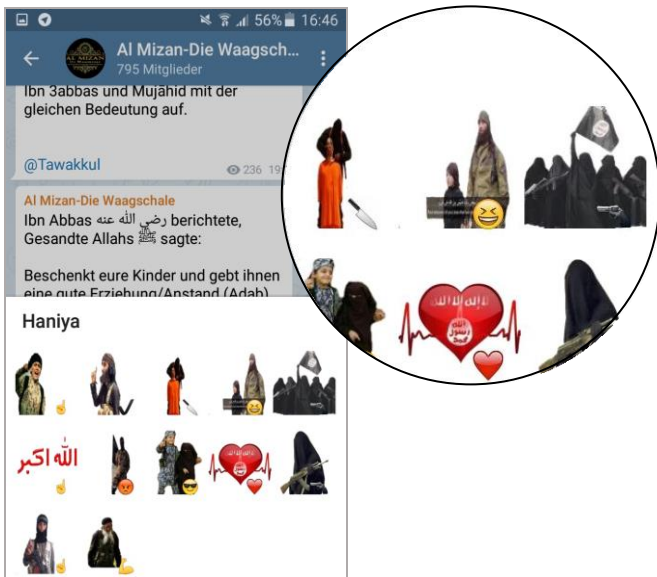 56% 16:46
Al Mizan-Die Waagsch...
795 Mitglieder
Ibn 3abbas und Mujāhid mit der
gleichen Bedeutung auf.
@Tawakkul
236
Al Mizan-Die Waagschale
Ibn Abbas رضي الله عنه berichtete,
Gesandte Allahs ﷺ sagte:
Beschenkt eure Kinder und gebt ihnen
eine gute Erziehung/Anstand (Adab)
Haniya
الله اكبر